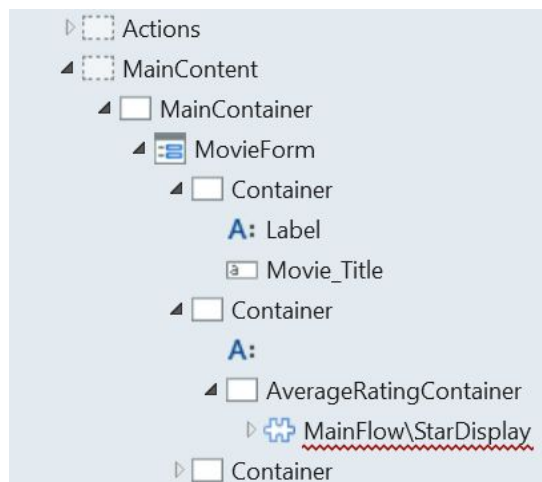 Actions
MainContent
MainContainer
MovieForm
Container
A: Label
a Movie_Title
Container
A:
AverageRatingContainer
MainFlow\StarDisplay
Container